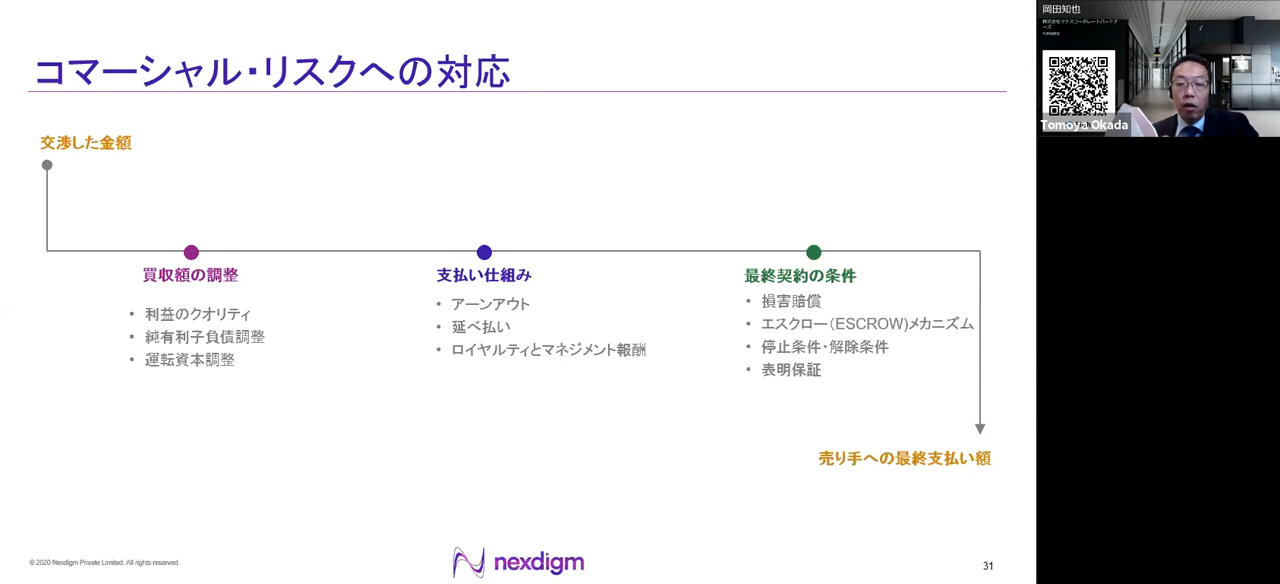 コマーシャル・リスクへの対応
交渉した金額
買収額の調整
• 利益のクオリティ
• 純有利子負債調整
• 運転資本調整
支払い仕組み
• アーンアウト
• 延べ払い
• ロイヤルティとマネジメント報酬
最終契約の条件
• 損害賠償
• エスクロー(ESCROW)メカニズム
• 停止条件・解除条件
• 表明保証
売り手への最終支払い額
© 2020 Nexdigm Private Limited. All rights reserved.
nexdigm
31
岡田知也
株式会社マナスコーポレートパートナ
ーズ
Tomoya Okada